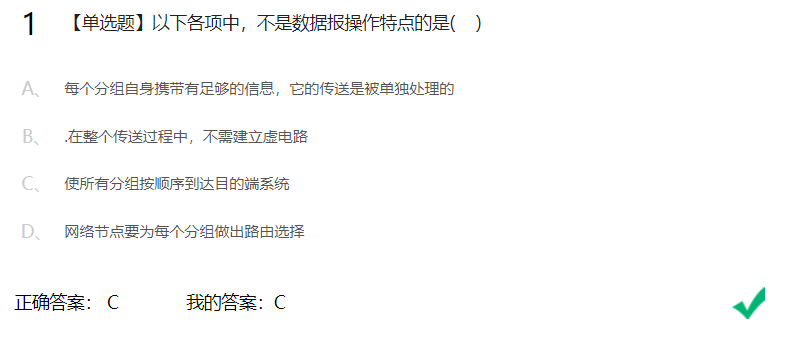 1 【单选题】以下各项中，不是数据报操作特点的是( )
A、 每个分组自身携带有足够的信息，它的传送是被单独处理的
B、 .在整个传送过程中，不需建立虚电路
C、 使所有分组按顺序到达目的端系统
D、 网络节点要为每个分组做出路由选择
正确答案： C 我的答案：C